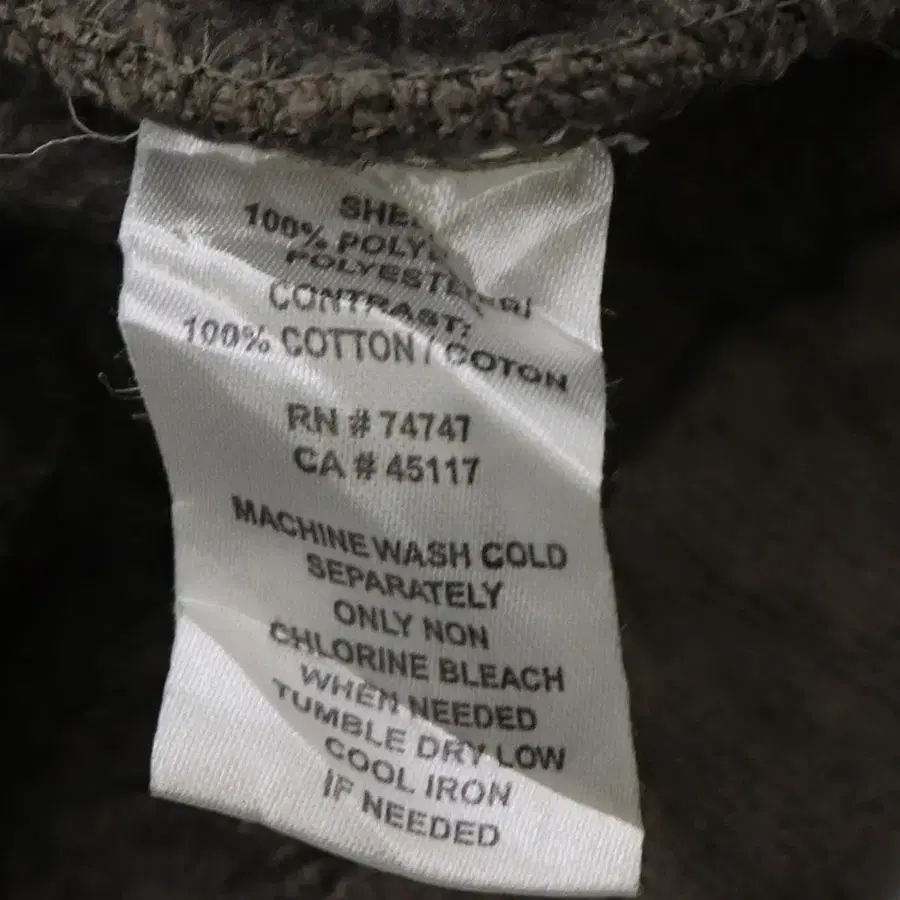 100%
CONTRAST:
100% COTTON / COTON
RN # 74747
CA # 45117
MACHINE WASH COLD
SEPARATELY
ONLY NON
CHLORINE BLEACH
WHEN NEEDED
TUMBLE DRY LOW
COOL IRON
IF NEEDED